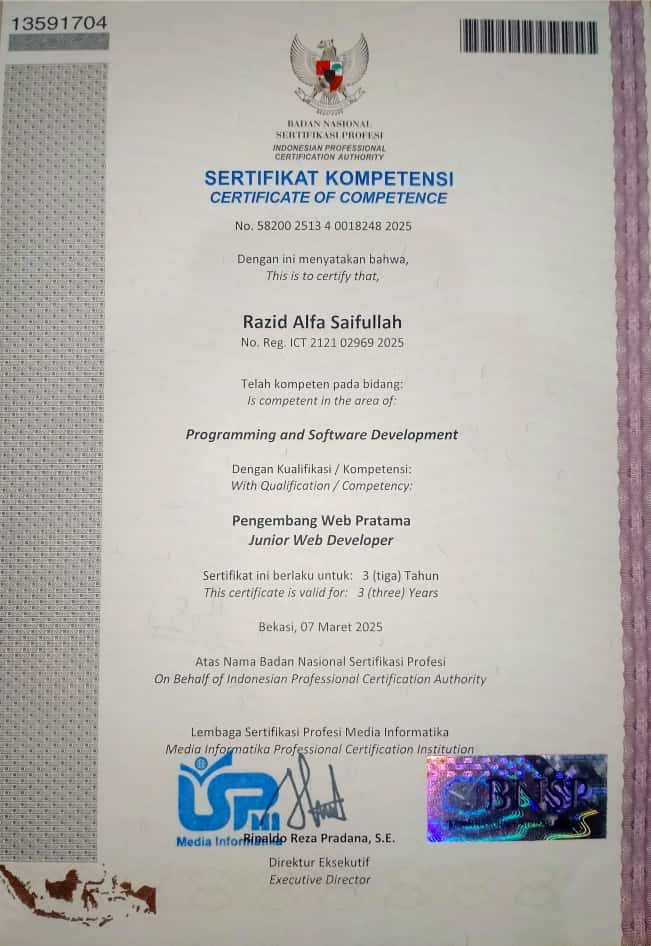 13591704
BADAN NASIONAL
SERTIFIKASI PROFESI
INDONESIAN PROFESSIONAL
CERTIFICATION AUTHORITY
SERTIFIKAT KOMPETENSI
CERTIFICATE OF COMPETENCE
No. 58200 2513 4 0018248 2025
Dengan ini menyatakan bahwa,
This is to certify that,
Razid Alfa Saifullah
No. Reg. ICT 2121 02969 2025
Telah kompeten pada bidang:
Is competent in the area of:
Programming and Software Development
Dengan Kualifikasi / Kompetensi:
With Qualification / Competency:
Pengembang Web Pratama
Junior Web Developer
Sertifikat ini berlaku untuk: 3 (tiga) Tahun
This certificate is valid for: 3 (three) Years
Bekasi, 07 Maret 2025
Atas Nama Badan Nasional Sertifikasi Profesi
On Behalf of Indonesian Professional Certification Authority
Lembaga Sertifikasi Profesi Media Informatika
Media Informatika Professional Certification Institution
BNSP
Media Informatika
Rinaldo Reza Pradana, S.E.
Direktur Eksekutif
Executive Director